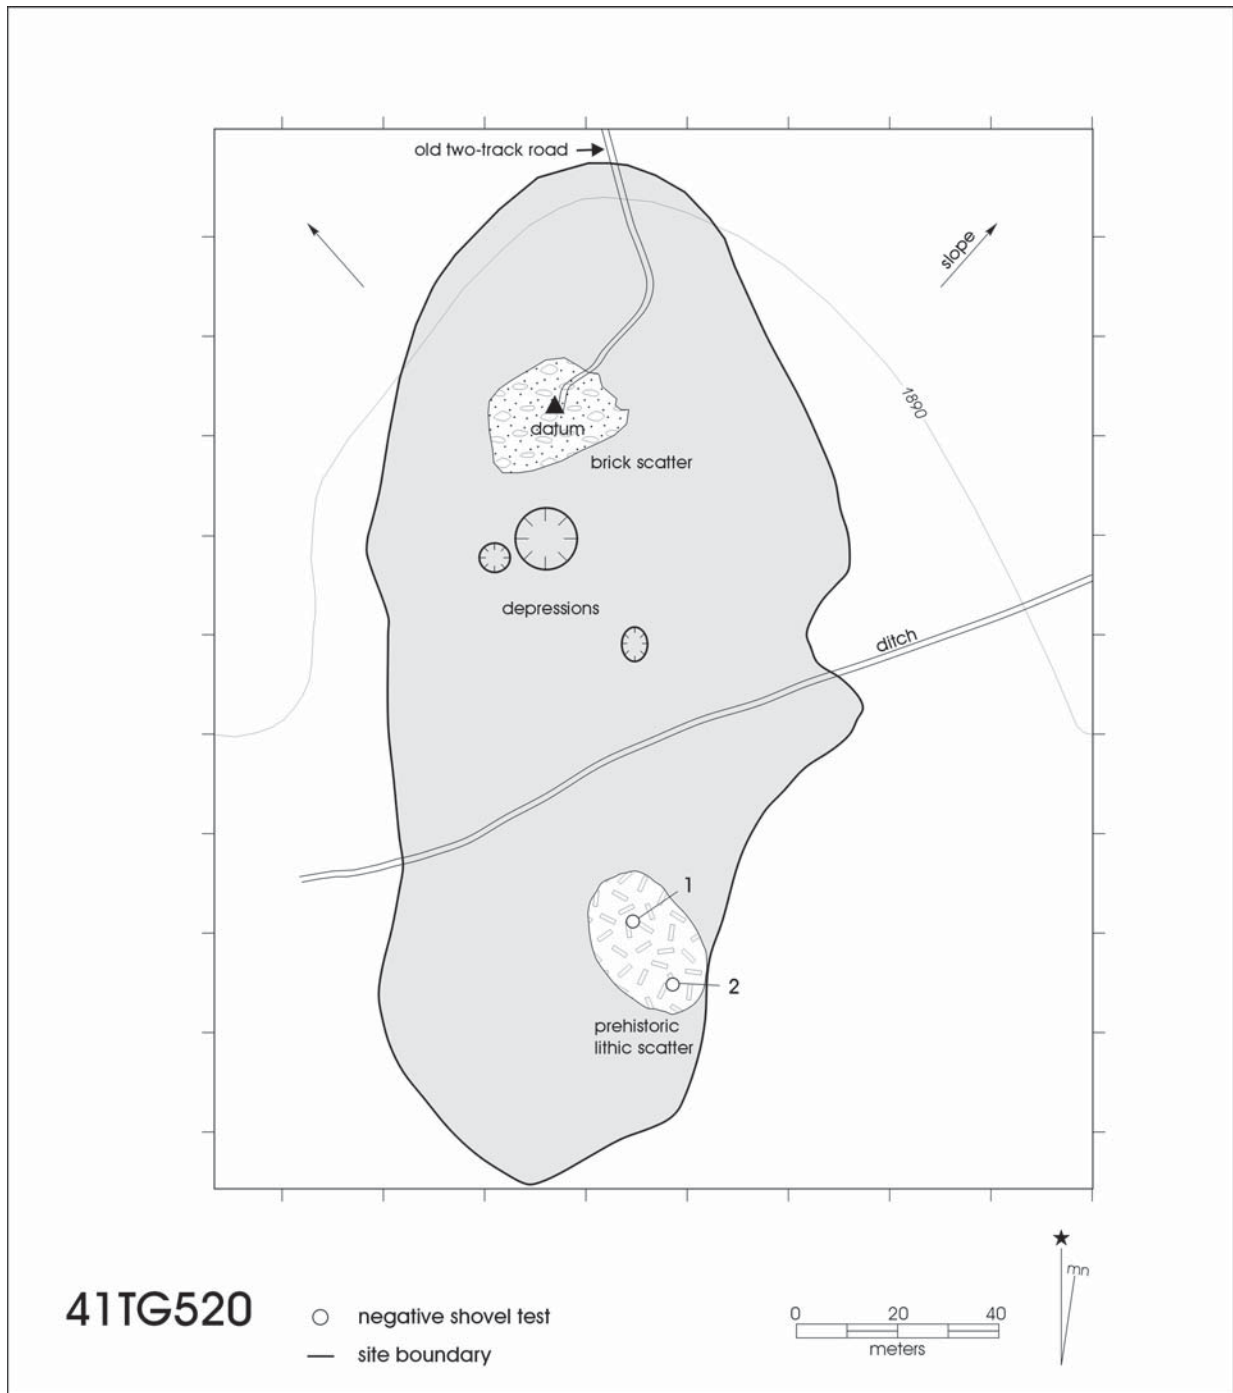 old two-track road
slope
1890
datum
brick scatter
depressions
ditch
1
2
prehistoric
lithic scatter
mn
41TG520
negative shovel test
site boundary
0 20 40
meters